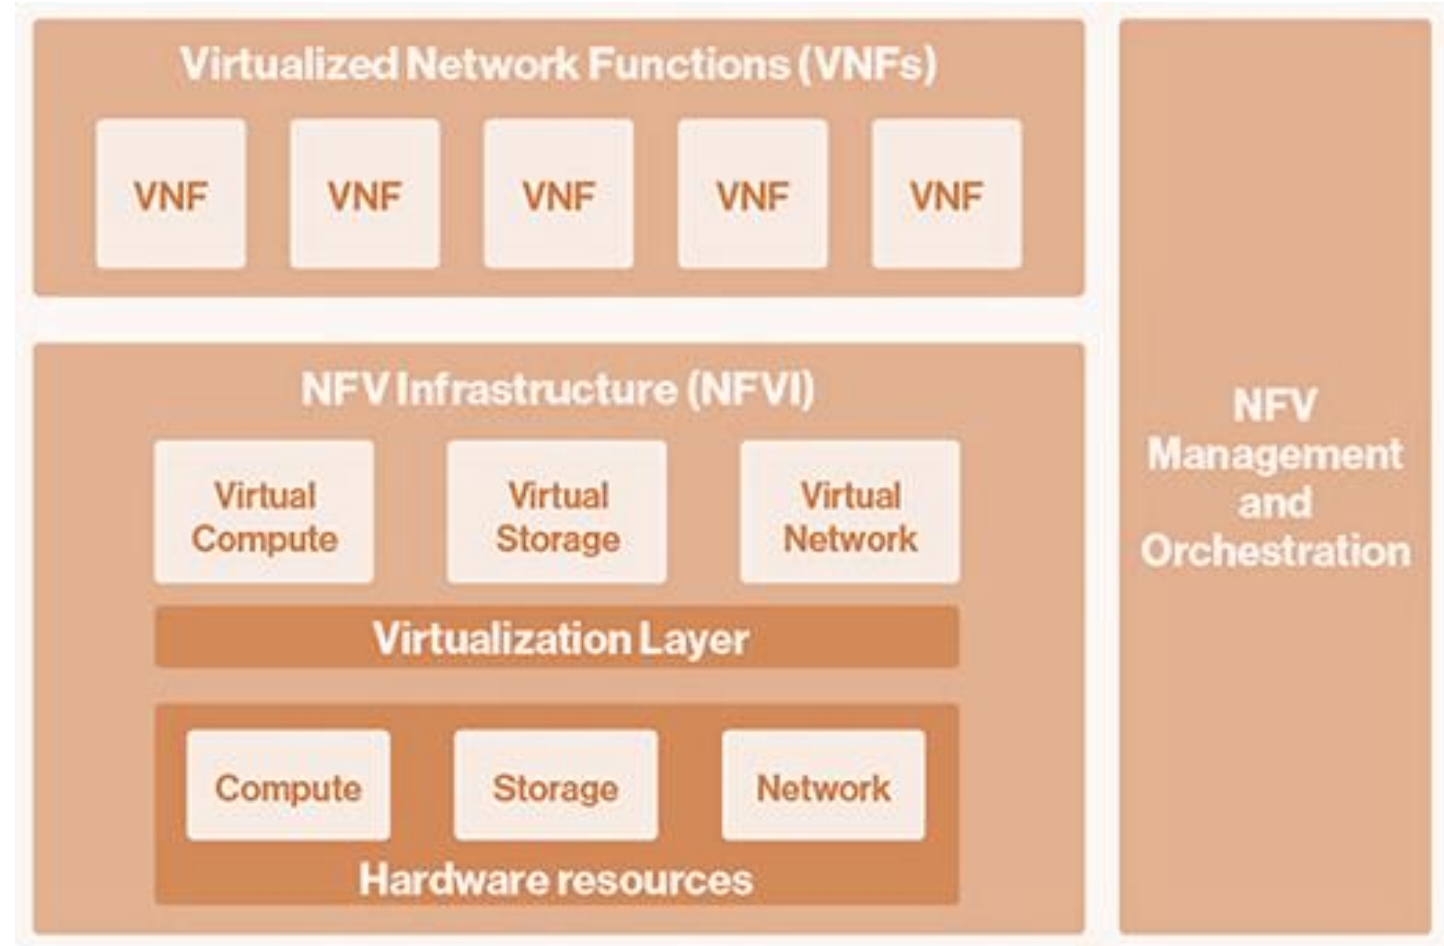 Virtualized Network Functions (VNFs)
VNF
VNF
VNF
VNF
VNF
NFV Infrastructure (NFVI)
Virtual
Compute
Virtual
Storage
Virtual
Network
Virtualization Layer
Compute
Storage
Network
Hardware resources
NFV
Management
and
Orchestration